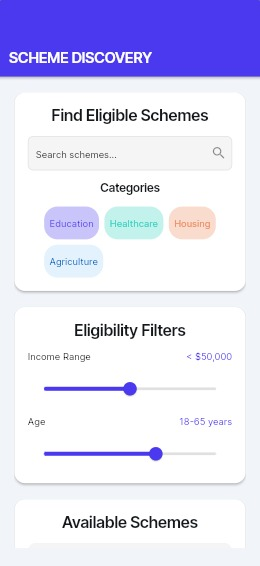 SCHEME DISCOVERY
Find Eligible Schemes
Search schemes...
Categories
Education Healthcare Housing
Agriculture
Eligibility Filters
Income Range < $50,000
Age 18-65 years
Available Schemes